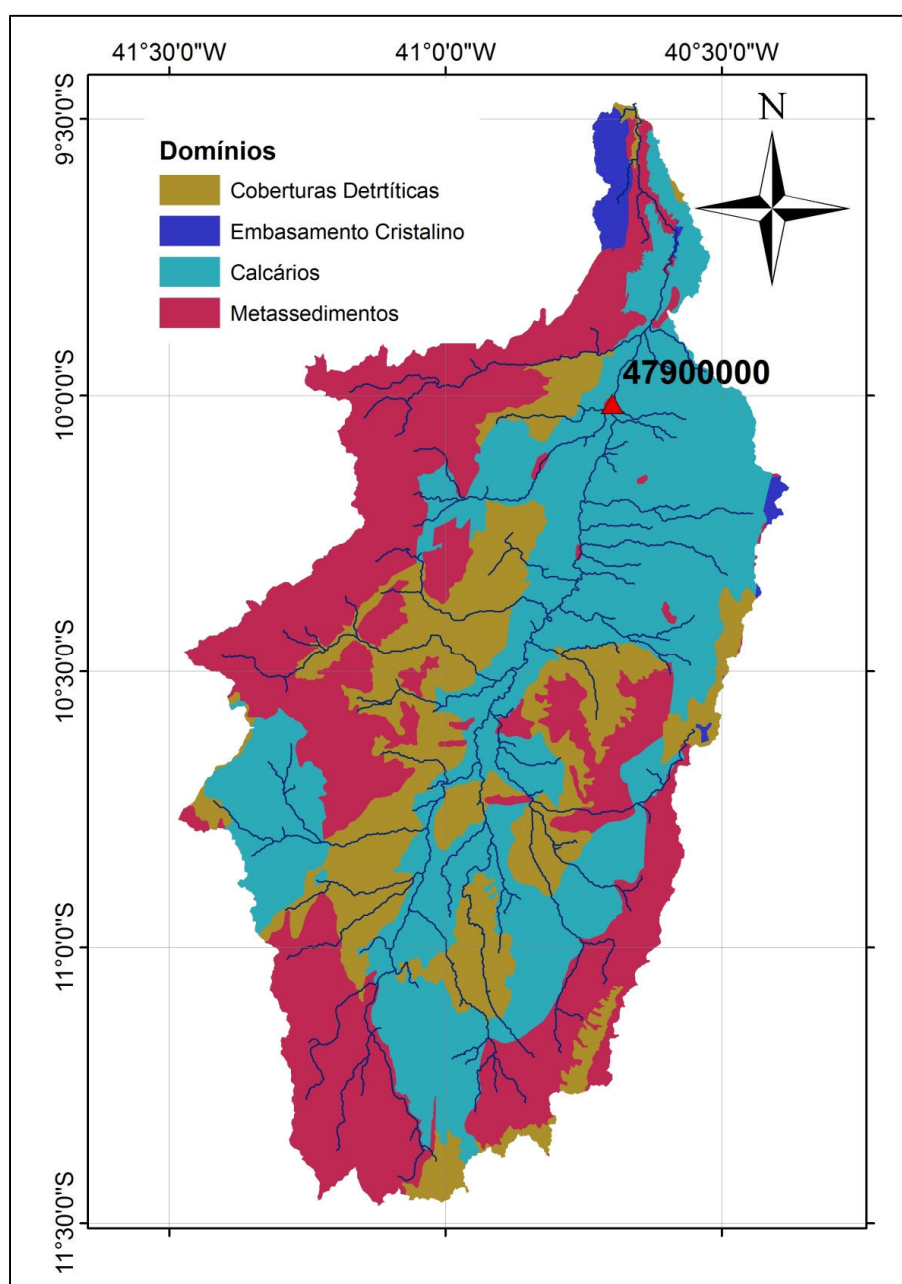 41°30'0"W
41°0'0"W
40°30'0"W
9°30'0"S
N
Domínios
Coberturas Detrtíticas
Embasamento Cristalino
Calcários
Metassedimentos
47900000
10°0'0"S
10°30'0"S
11°0'0"S
11°30'0"S